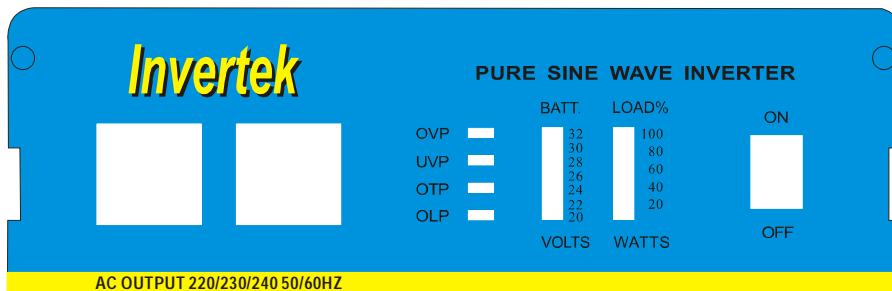 Invertek
PURE SINE WAVE INVERTER
BATT. LOAD% ON
OVP 32 100
30 80
UVP 28 60
26
OTP 24 40
22 20
OLP 20
VOLTS WATTS OFF
AC OUTPUT 220/230/240 50/60HZ